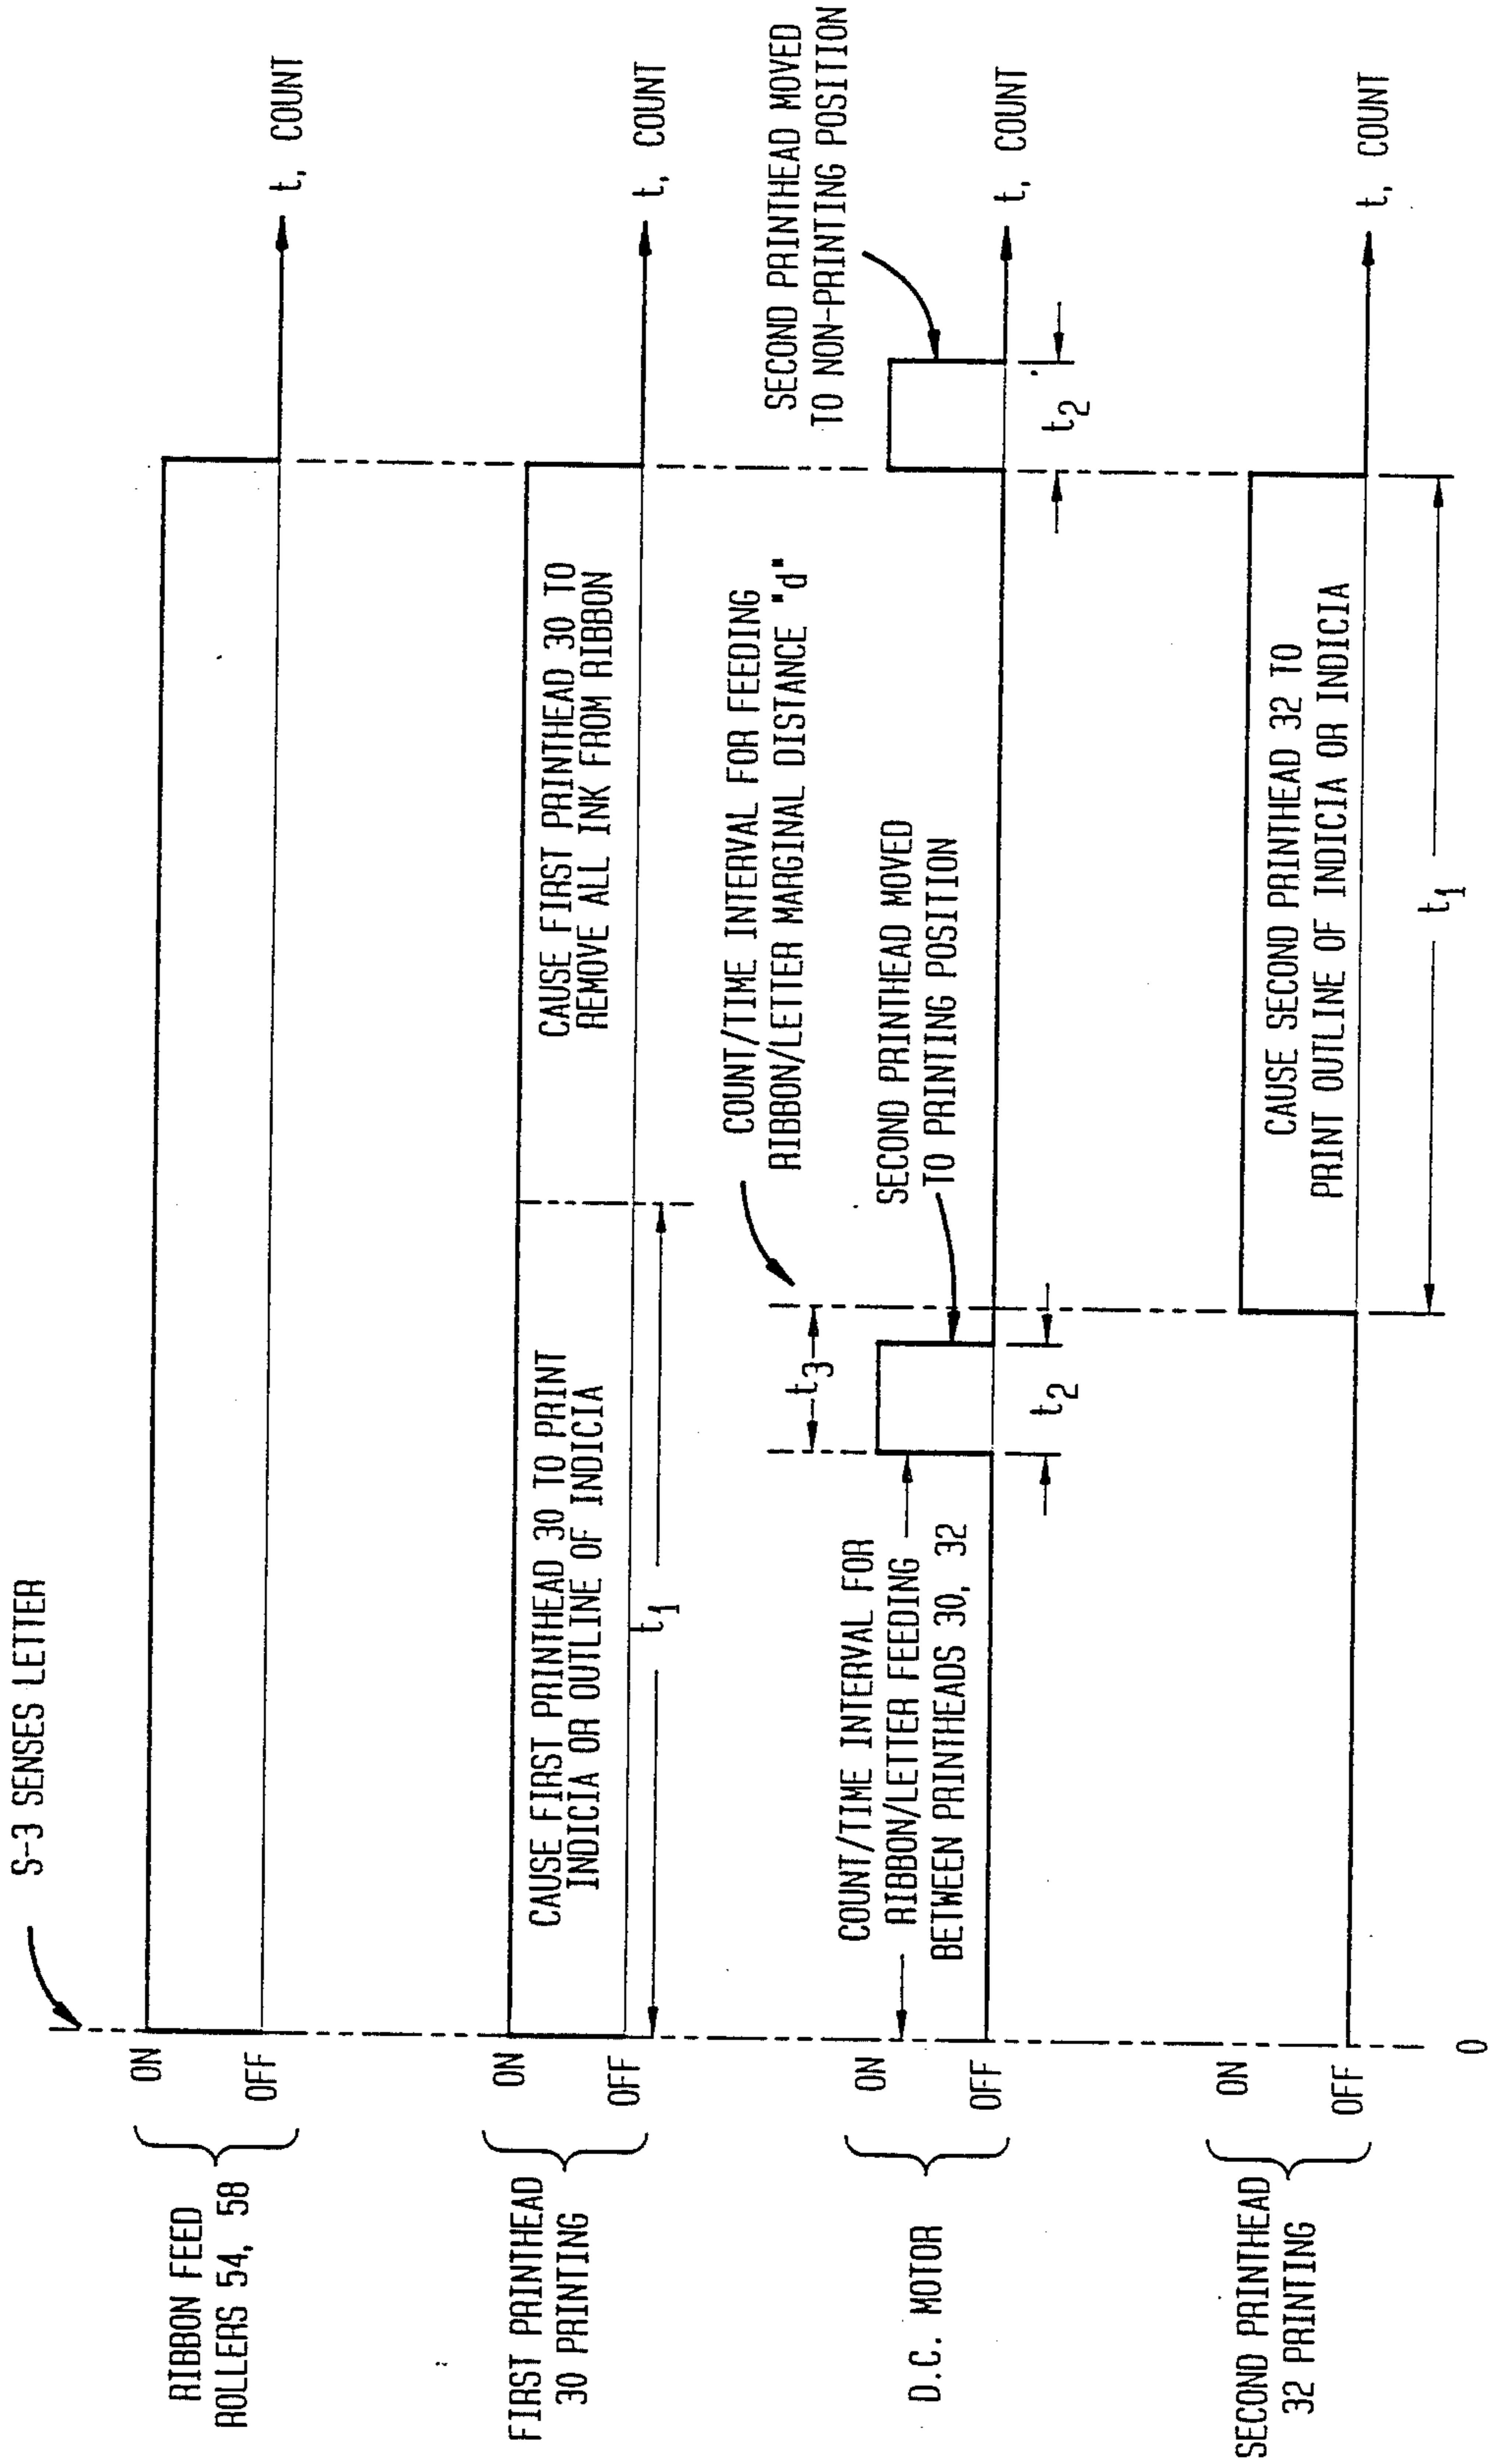 S-3 SENSES LETTER
RIBBON FEED
ROLLERS 54, 58
ON
OFF
t, COUNT
FIRST PRINTHEAD
30 PRINTING
ON
OFF
CAUSE FIRST PRINTHEAD 30 TO PRINT
INDICIA OR OUTLINE OF INDICIA
CAUSE FIRST PRINTHEAD 30 TO
REMOVE ALL INK FROM RIBBON
t, COUNT
t1
COUNT/TIME INTERVAL FOR FEEDING
RIBBON/LETTER MARGINAL DISTANCE "d"
SECOND PRINTHEAD MOVED
TO NON-PRINTING POSITION
D.C. MOTOR
ON
OFF
COUNT/TIME INTERVAL FOR
RIBBON/LETTER FEEDING
BETWEEN PRINTHEADS 30, 32
t3
t2
SECOND PRINTHEAD MOVED
TO PRINTING POSITION
t2
t, COUNT
SECOND PRINTHEAD
32 PRINTING
ON
OFF
CAUSE SECOND PRINTHEAD 32 TO
PRINT OUTLINE OF INDICIA OR INDICIA
t, COUNT
t1
0